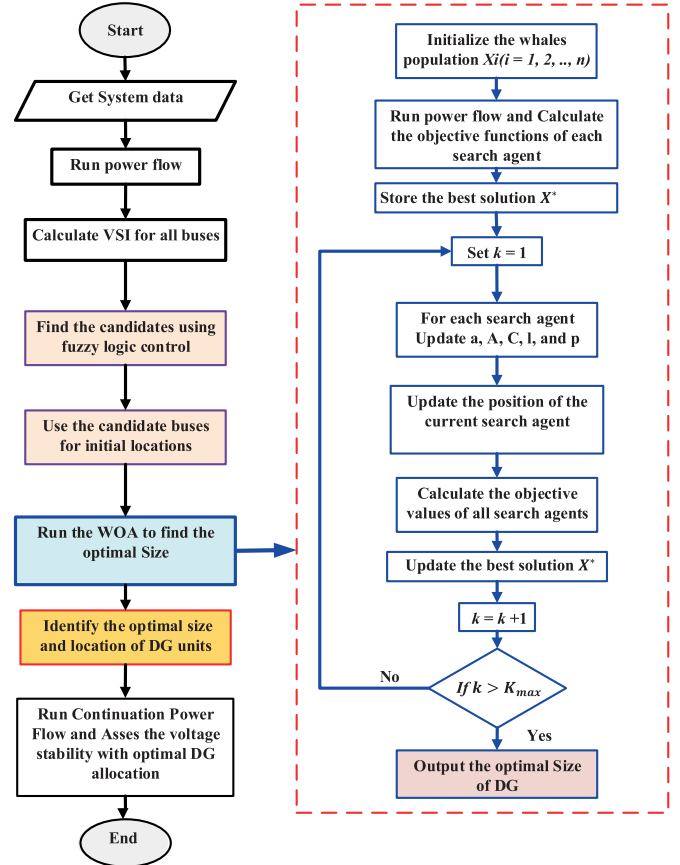 Start
Get System data
Run power flow
Calculate VSI for all buses
Find the candidates using
fuzzy logic control
Use the candidate buses
for initial locations
Run the WOA to find the
optimal Size
Identify the optimal size
and location of DG units
Run Continuation Power
Flow and Asses the voltage
stability with optimal DG
allocation
End
Initialize the whales
population Xi(i = 1, 2, .., n)
Run power flow and Calculate
the objective functions of each
search agent
Store the best solution X*
Set k = 1
For each search agent
Update a, A, C, l, and p
Update the position of the
current search agent
Calculate the objective
values of all search agents
Update the best solution X*
k = k +1
If k > Kmax
No
Yes
Output the optimal Size
of DG